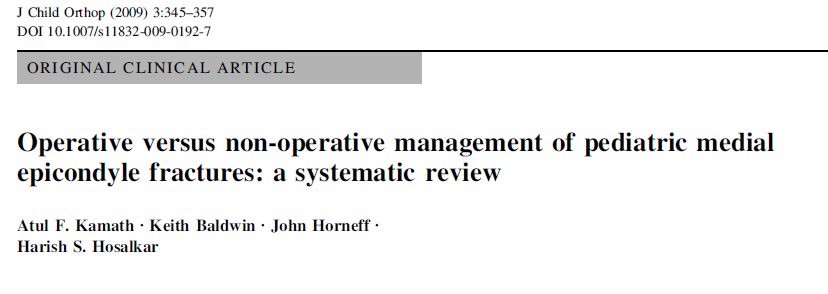 J Child Orthop (2009) 3:345–357
DOI 10.1007/s11832-009-0192-7
ORIGINAL CLINICAL ARTICLE
Operative versus non-operative management of pediatric medial
epicondyle fractures: a systematic review
Atul F. Kamath · Keith Baldwin · John Horneff ·
Harish S. Hosalkar